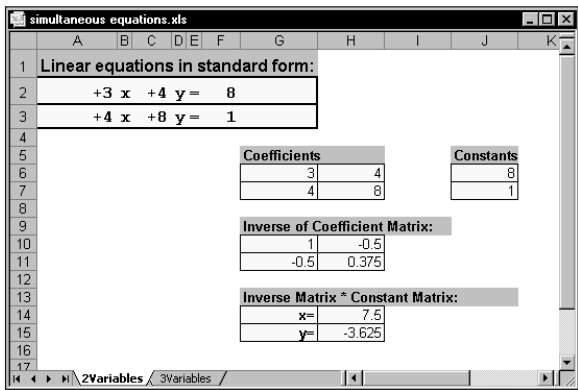 simultaneous equations.xls
A B C D E F G H I J K
1 Linear equations in standard form:
2 +3 x +4 y = 8
3 +4 x +8 y = 1
4
5 Coefficients Constants
6 3 4 8
7 4 8 1
8
9 Inverse of Coefficient Matrix:
10 1 -0.5
11 -0.5 0.375
12
13 Inverse Matrix * Constant Matrix:
14 x= 7.5
15 y= -3.625
16
17
2Variables 3Variables